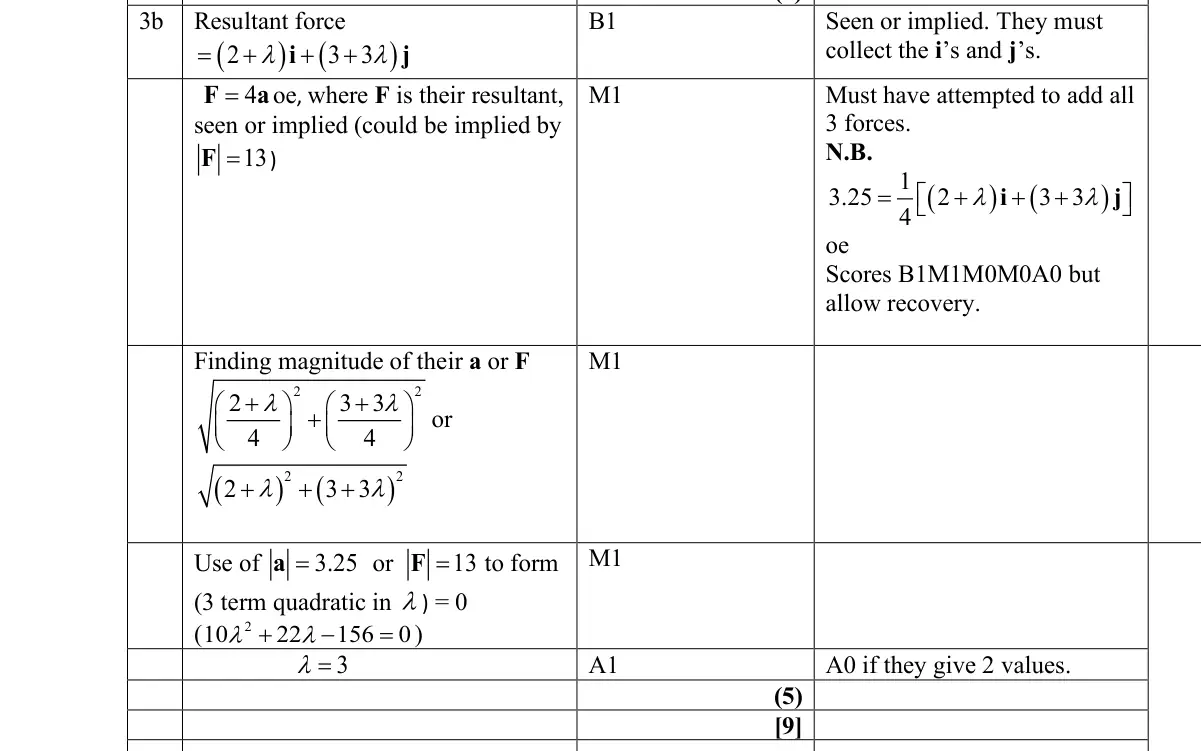 3b Resultant force B1 Seen or implied. They must
= (2 + λ)i + (3 + 3λ)j collect the i's and j's.
F = 4a oe, where F is their resultant, M1 Must have attempted to add all
seen or implied (could be implied by 3 forces.
|F| = 13) N.B.
3.25 = 1/4 [(2 + λ)i + (3 + 3λ)j]
oe
Scores B1M1M0M0A0 but
allow recovery.
Finding magnitude of their a or F M1
√(((2 + λ)/4)² + ((3 + 3λ)/4)²) or
√((2 + λ)² + (3 + 3λ)²)
Use of |a| = 3.25 or |F| = 13 to form M1
(3 term quadratic in λ) = 0
(10λ² + 22λ − 156 = 0)
λ = 3 A1 A0 if they give 2 values.
(5)
[9]